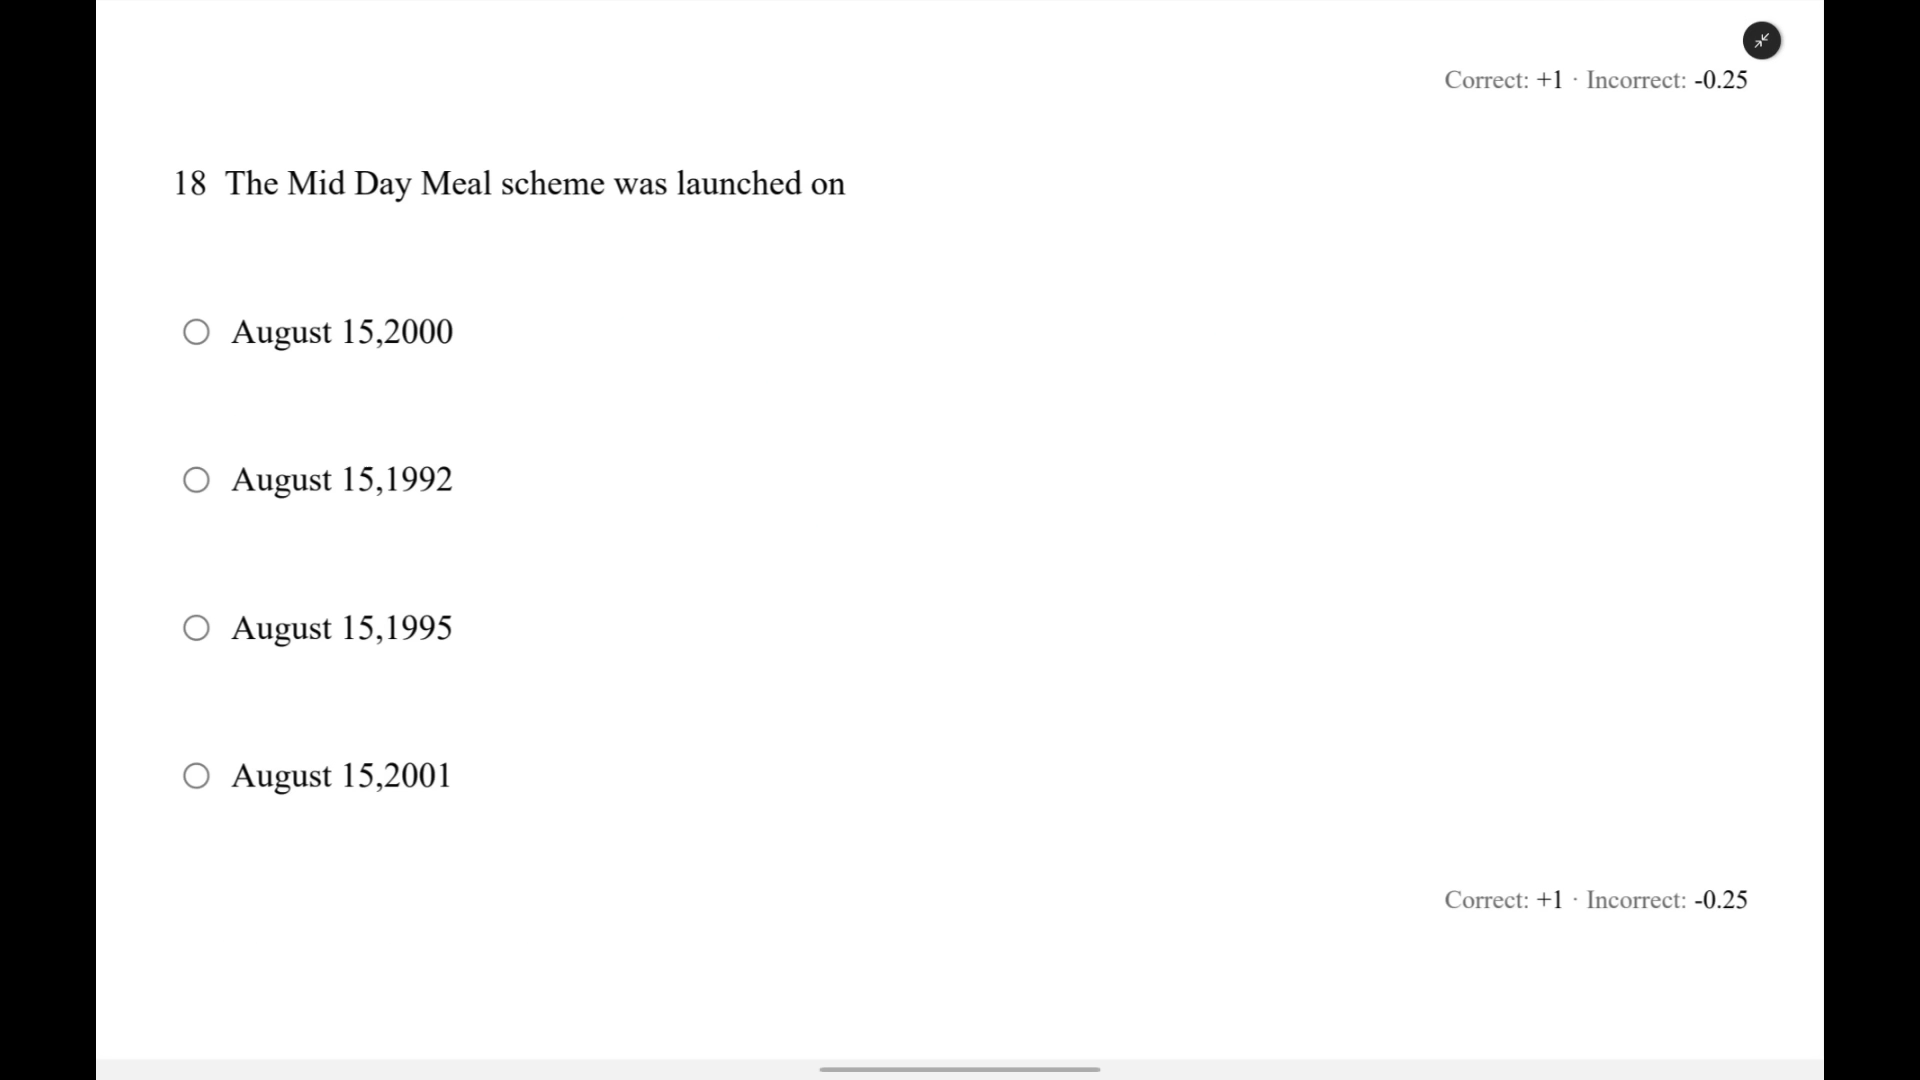 Correct: +1 · Incorrect: -0.25
18 The Mid Day Meal scheme was launched on
August 15,2000
August 15,1992
August 15,1995
August 15,2001
Correct: +1 · Incorrect: -0.25